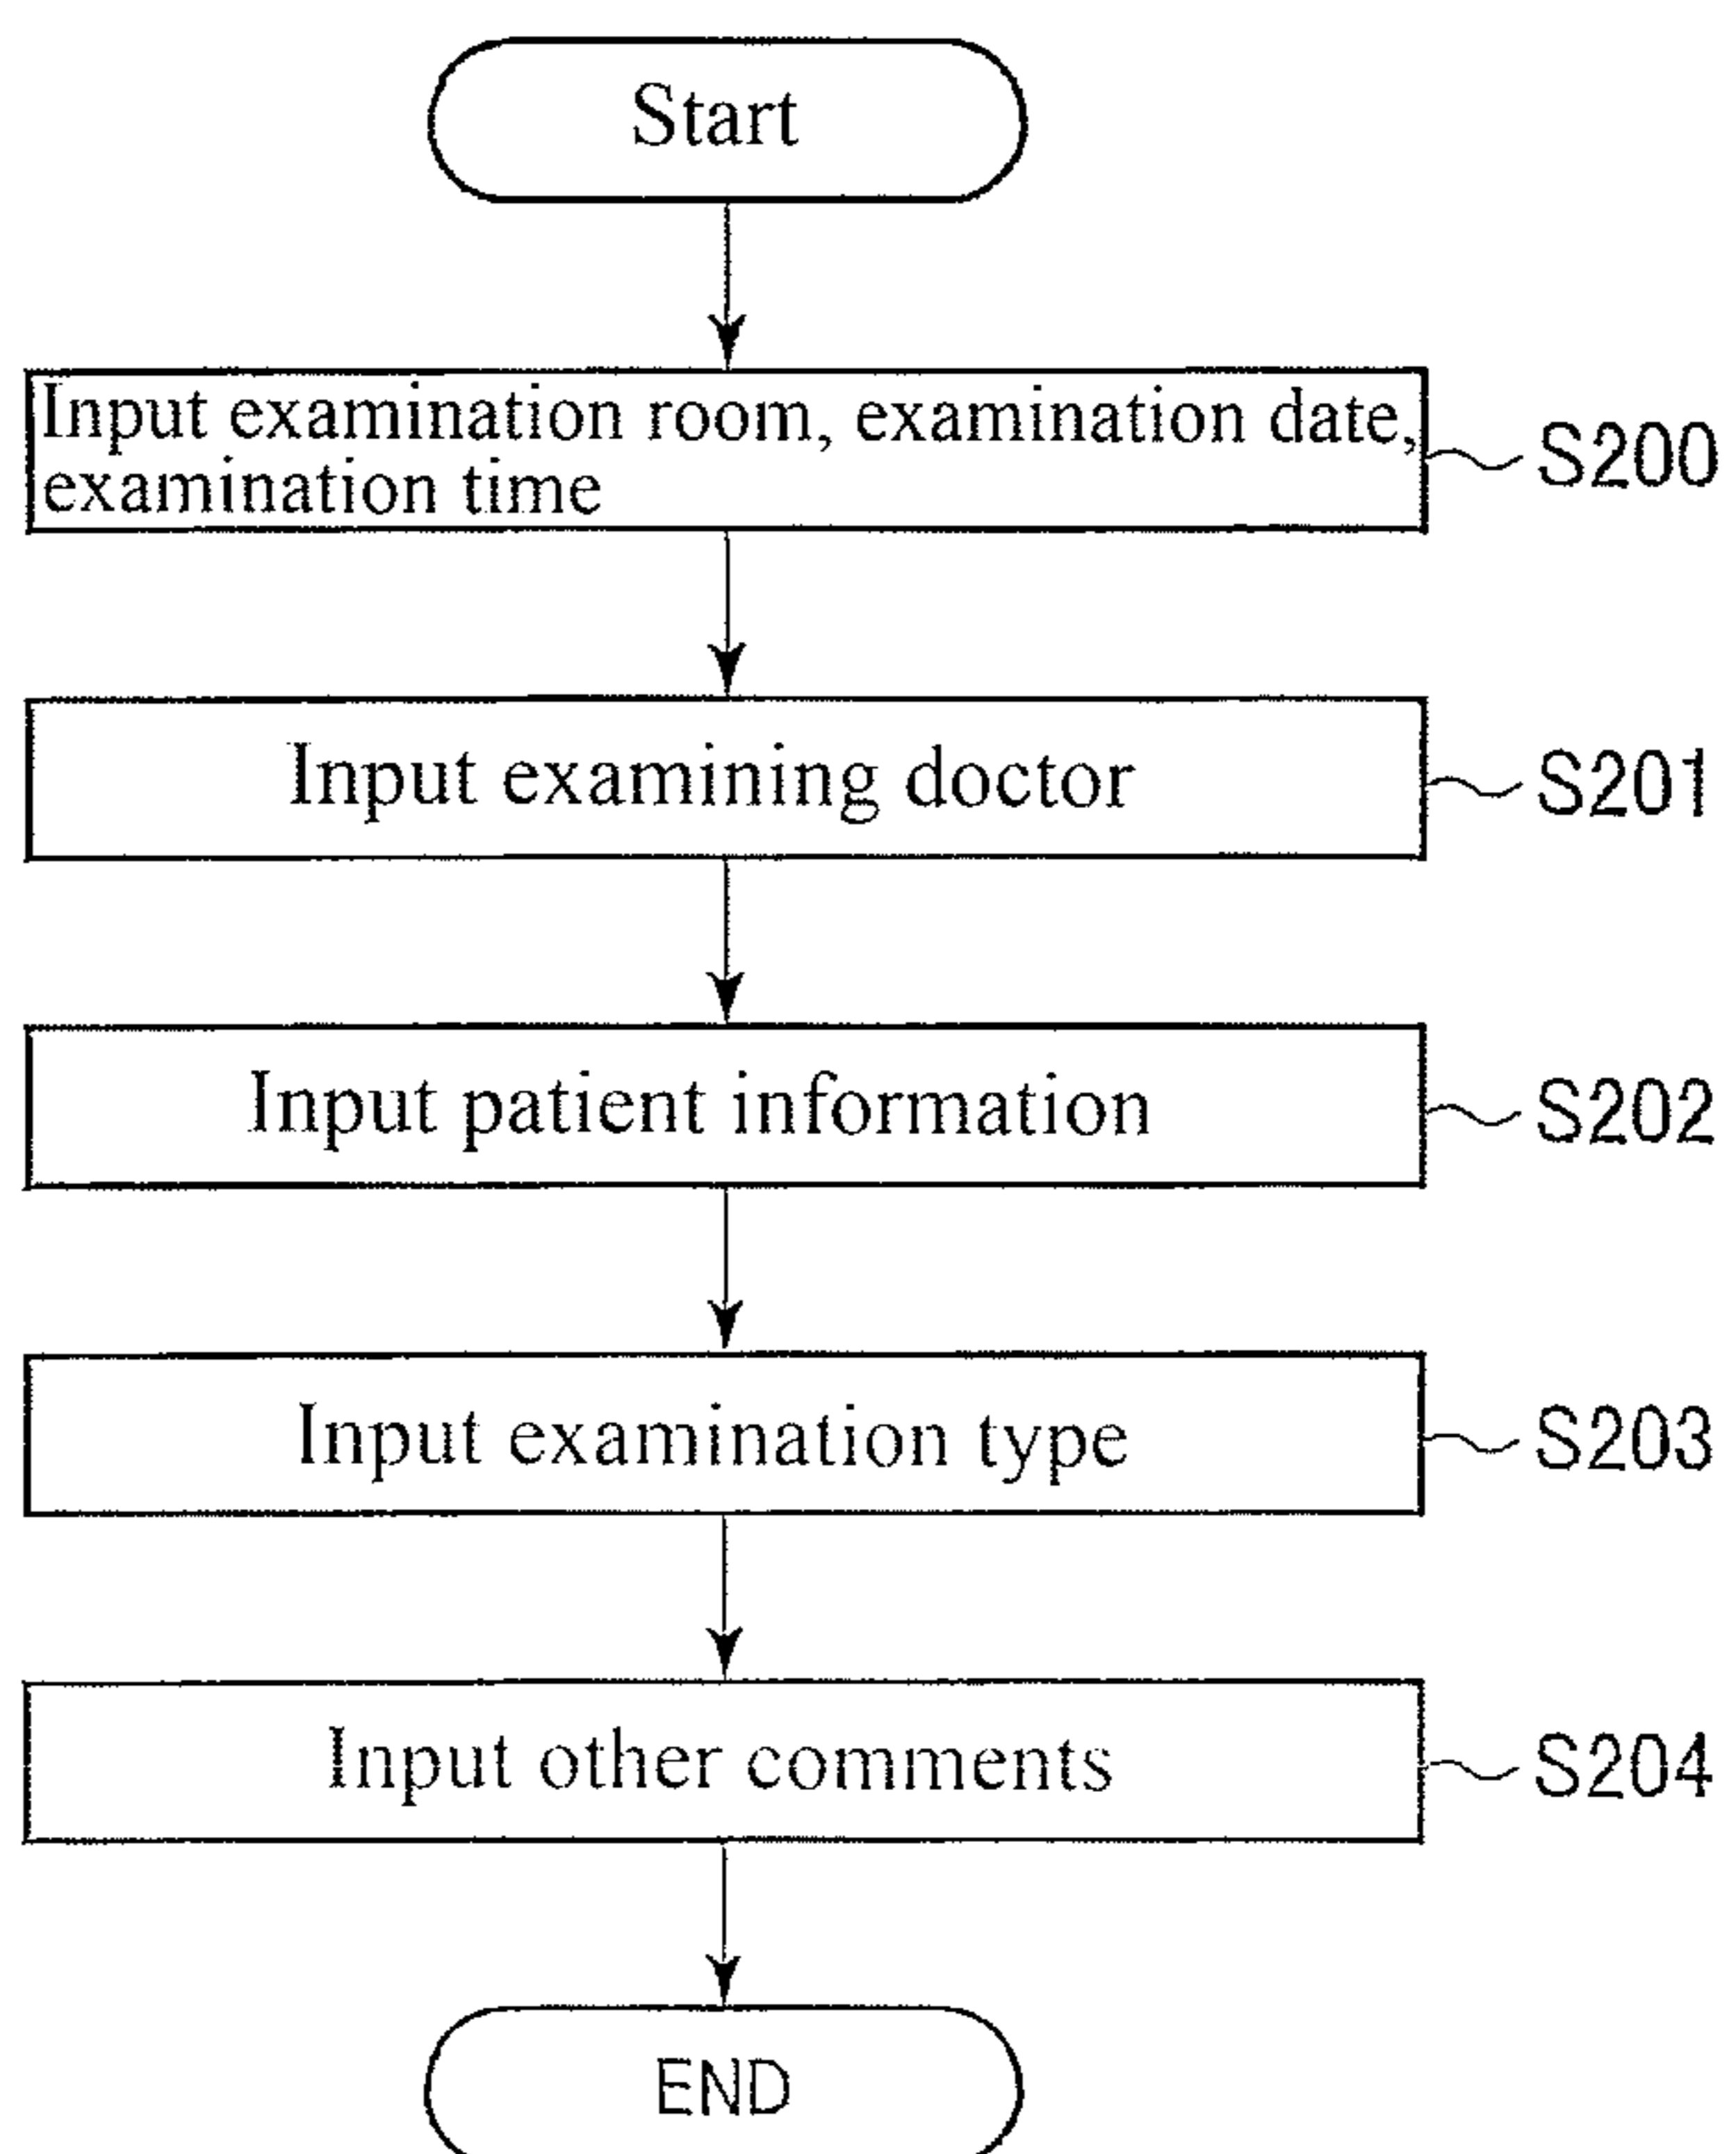 Start
Input examination room, examination date,
examination time
S200
Input examining doctor
S201
Input patient information
S202
Input examination type
S203
Input other comments
S204
END